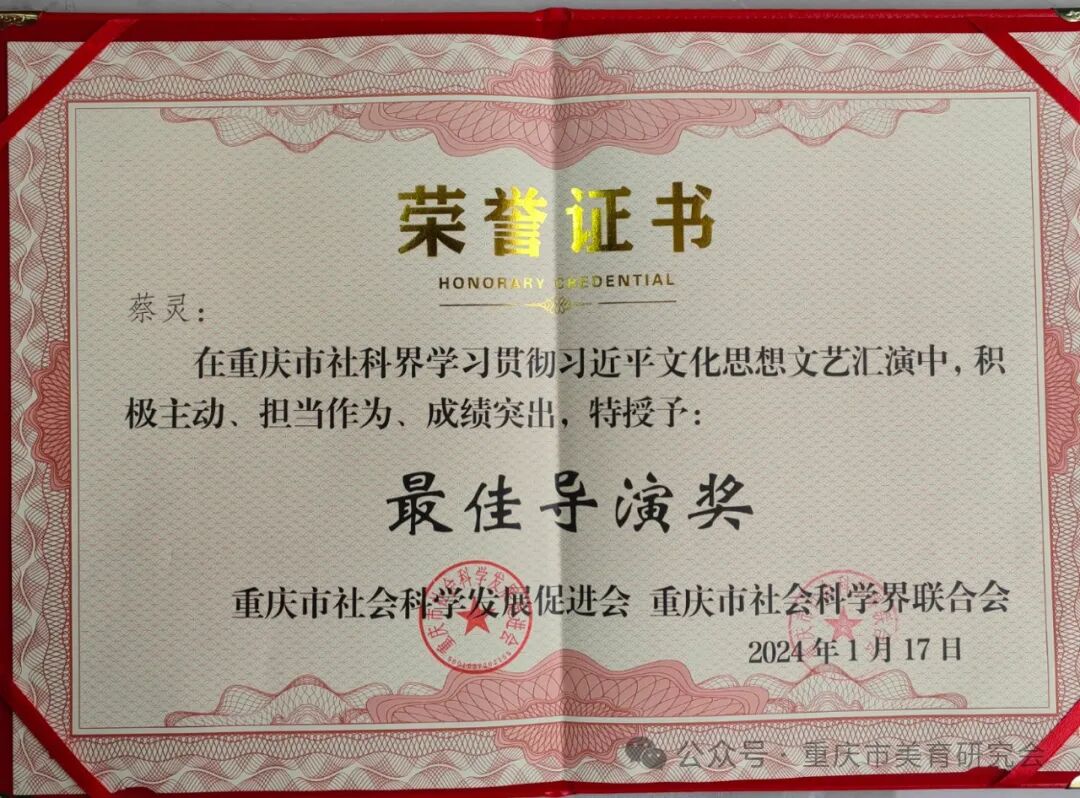 荣誉证书
HONORARY CREDENTIAL
蔡灵：
在重庆市社科界学习贯彻习近平文化思想文艺汇演中，积
极主动、担当作为、成绩突出，特授予：
最佳导演奖
重庆市社会科学发展促进会 重庆市社会科学界联合会
2024年1月17日
公众号·重庆市美育研究会